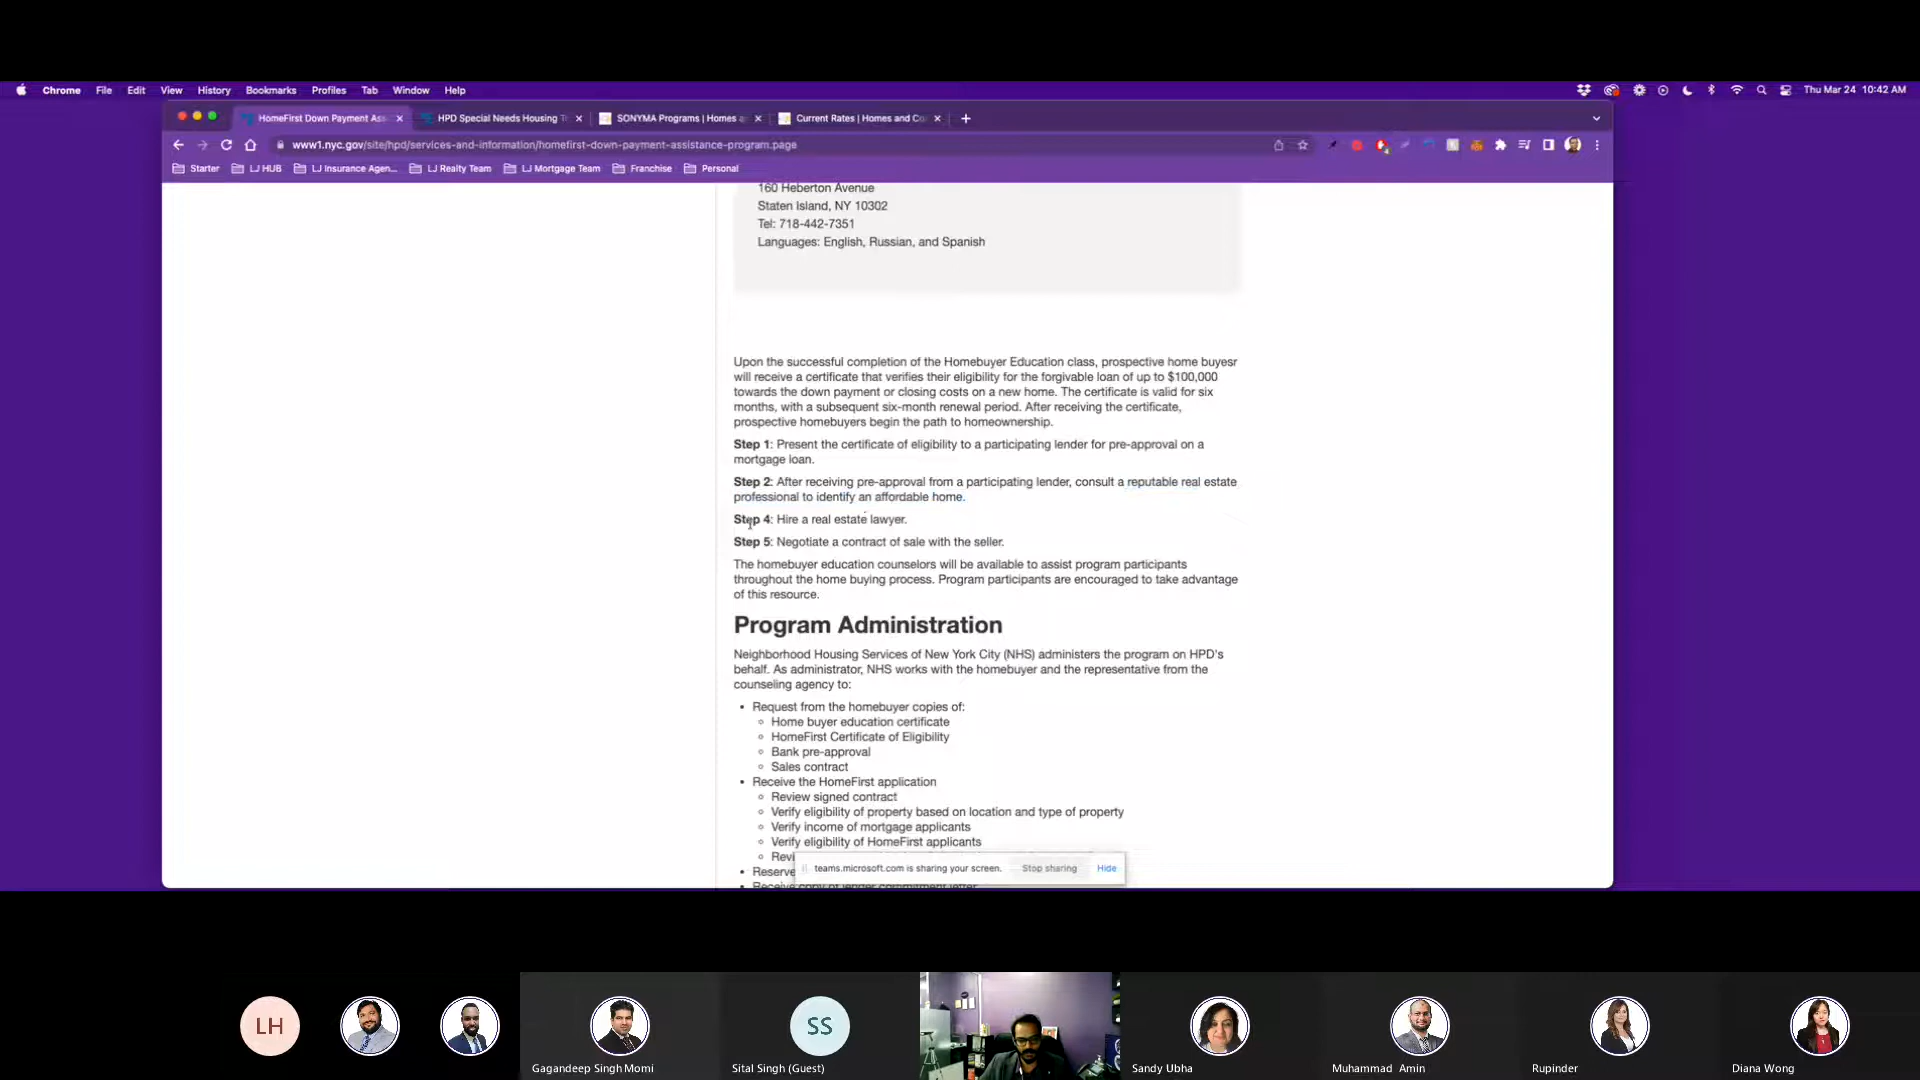 Chrome File Edit View History Bookmarks Profiles Tab Window Help Thu Mar 24 10:42 AM
HomeFirst Down Payment Ass HPD Special Needs Housing T SONYMA Programs | Homes a Current Rates | Homes and Co
www1.nyc.gov/site/hpd/services-and-information/homefirst-down-payment-assistance-program.page
Starter LJ HUB LJ Insurance Agen... LJ Realty Team LJ Mortgage Team Franchise Personal
160 Heberton Avenue
Staten Island, NY 10302
Tel: 718-442-7351
Languages: English, Russian, and Spanish
Upon the successful completion of the Homebuyer Education class, prospective home buyesr
will receive a certificate that verifies their eligibility for the forgivable loan of up to $100,000
towards the down payment or closing costs on a new home. The certificate is valid for six
months, with a subsequent six-month renewal period. After receiving the certificate,
prospective homebuyers begin the path to homeownership.
Step 1: Present the certificate of eligibility to a participating lender for pre-approval on a
mortgage loan.
Step 2: After receiving pre-approval from a participating lender, consult a reputable real estate
professional to identify an affordable home.
Step 4: Hire a real estate lawyer.
Step 5: Negotiate a contract of sale with the seller.
The homebuyer education counselors will be available to assist program participants
throughout the home buying process. Program participants are encouraged to take advantage
of this resource.
Program Administration
Neighborhood Housing Services of New York City (NHS) administers the program on HPD's
behalf. As administrator, NHS works with the homebuyer and the representative from the
counseling agency to:
Request from the homebuyer copies of:
Home buyer education certificate
HomeFirst Certificate of Eligibility
Bank pre-approval
Sales contract
Receive the HomeFirst application
Review signed contract
Verify eligibility of property based on location and type of property
Verify income of mortgage applicants
Verify eligibility of HomeFirst applicants
Revi
teams.microsoft.com is sharing your screen. Stop sharing Hide
Reserve
Receive copy of lender commitment letter
LH SS
Gagandeep Singh Momi Sital Singh (Guest) Sandy Ubha Muhammad Amin Rupinder Diana Wong